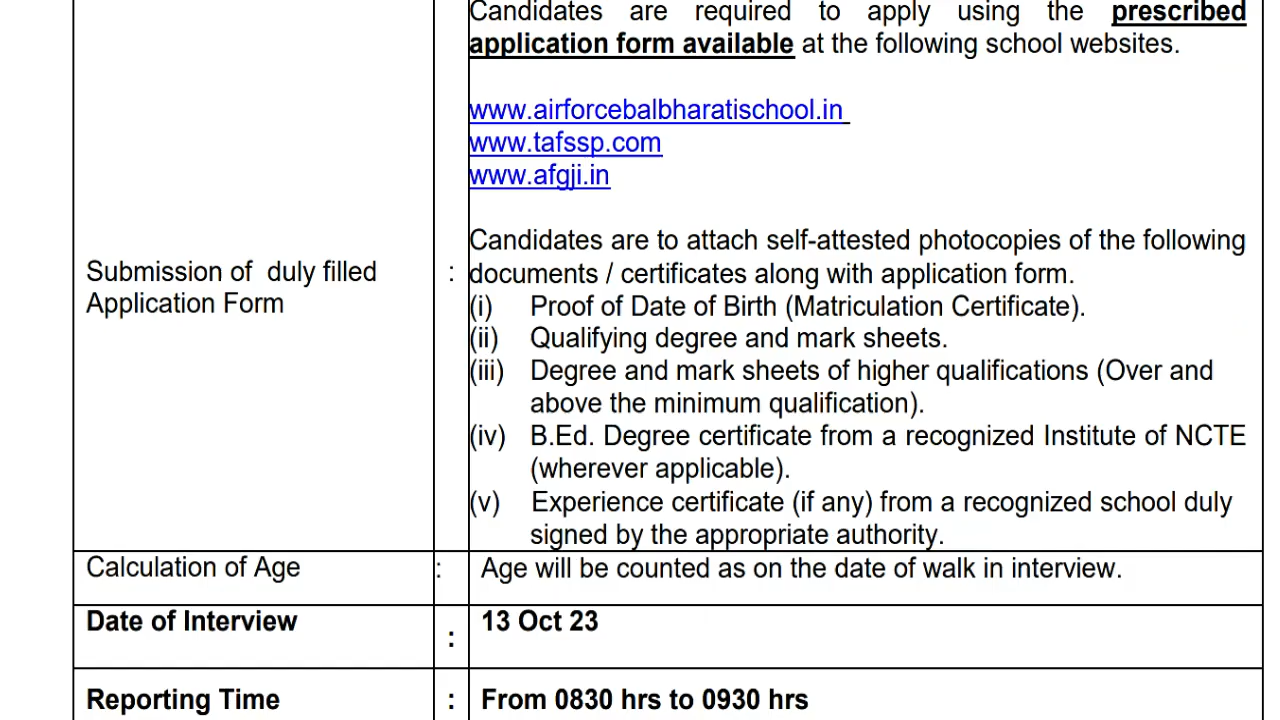 Candidates are required to apply using the prescribed
application form available at the following school websites.
www.airforcebalbharatischool.in
www.tafssp.com
www.afgji.in
Submission of duly filled
Application Form
:
Candidates are to attach self-attested photocopies of the following
documents / certificates along with application form.
(i) Proof of Date of Birth (Matriculation Certificate).
(ii) Qualifying degree and mark sheets.
(iii) Degree and mark sheets of higher qualifications (Over and
above the minimum qualification).
(iv) B.Ed. Degree certificate from a recognized Institute of NCTE
(wherever applicable).
(v) Experience certificate (if any) from a recognized school duly
signed by the appropriate authority.
Calculation of Age : Age will be counted as on the date of walk in interview.
Date of Interview : 13 Oct 23
Reporting Time : From 0830 hrs to 0930 hrs